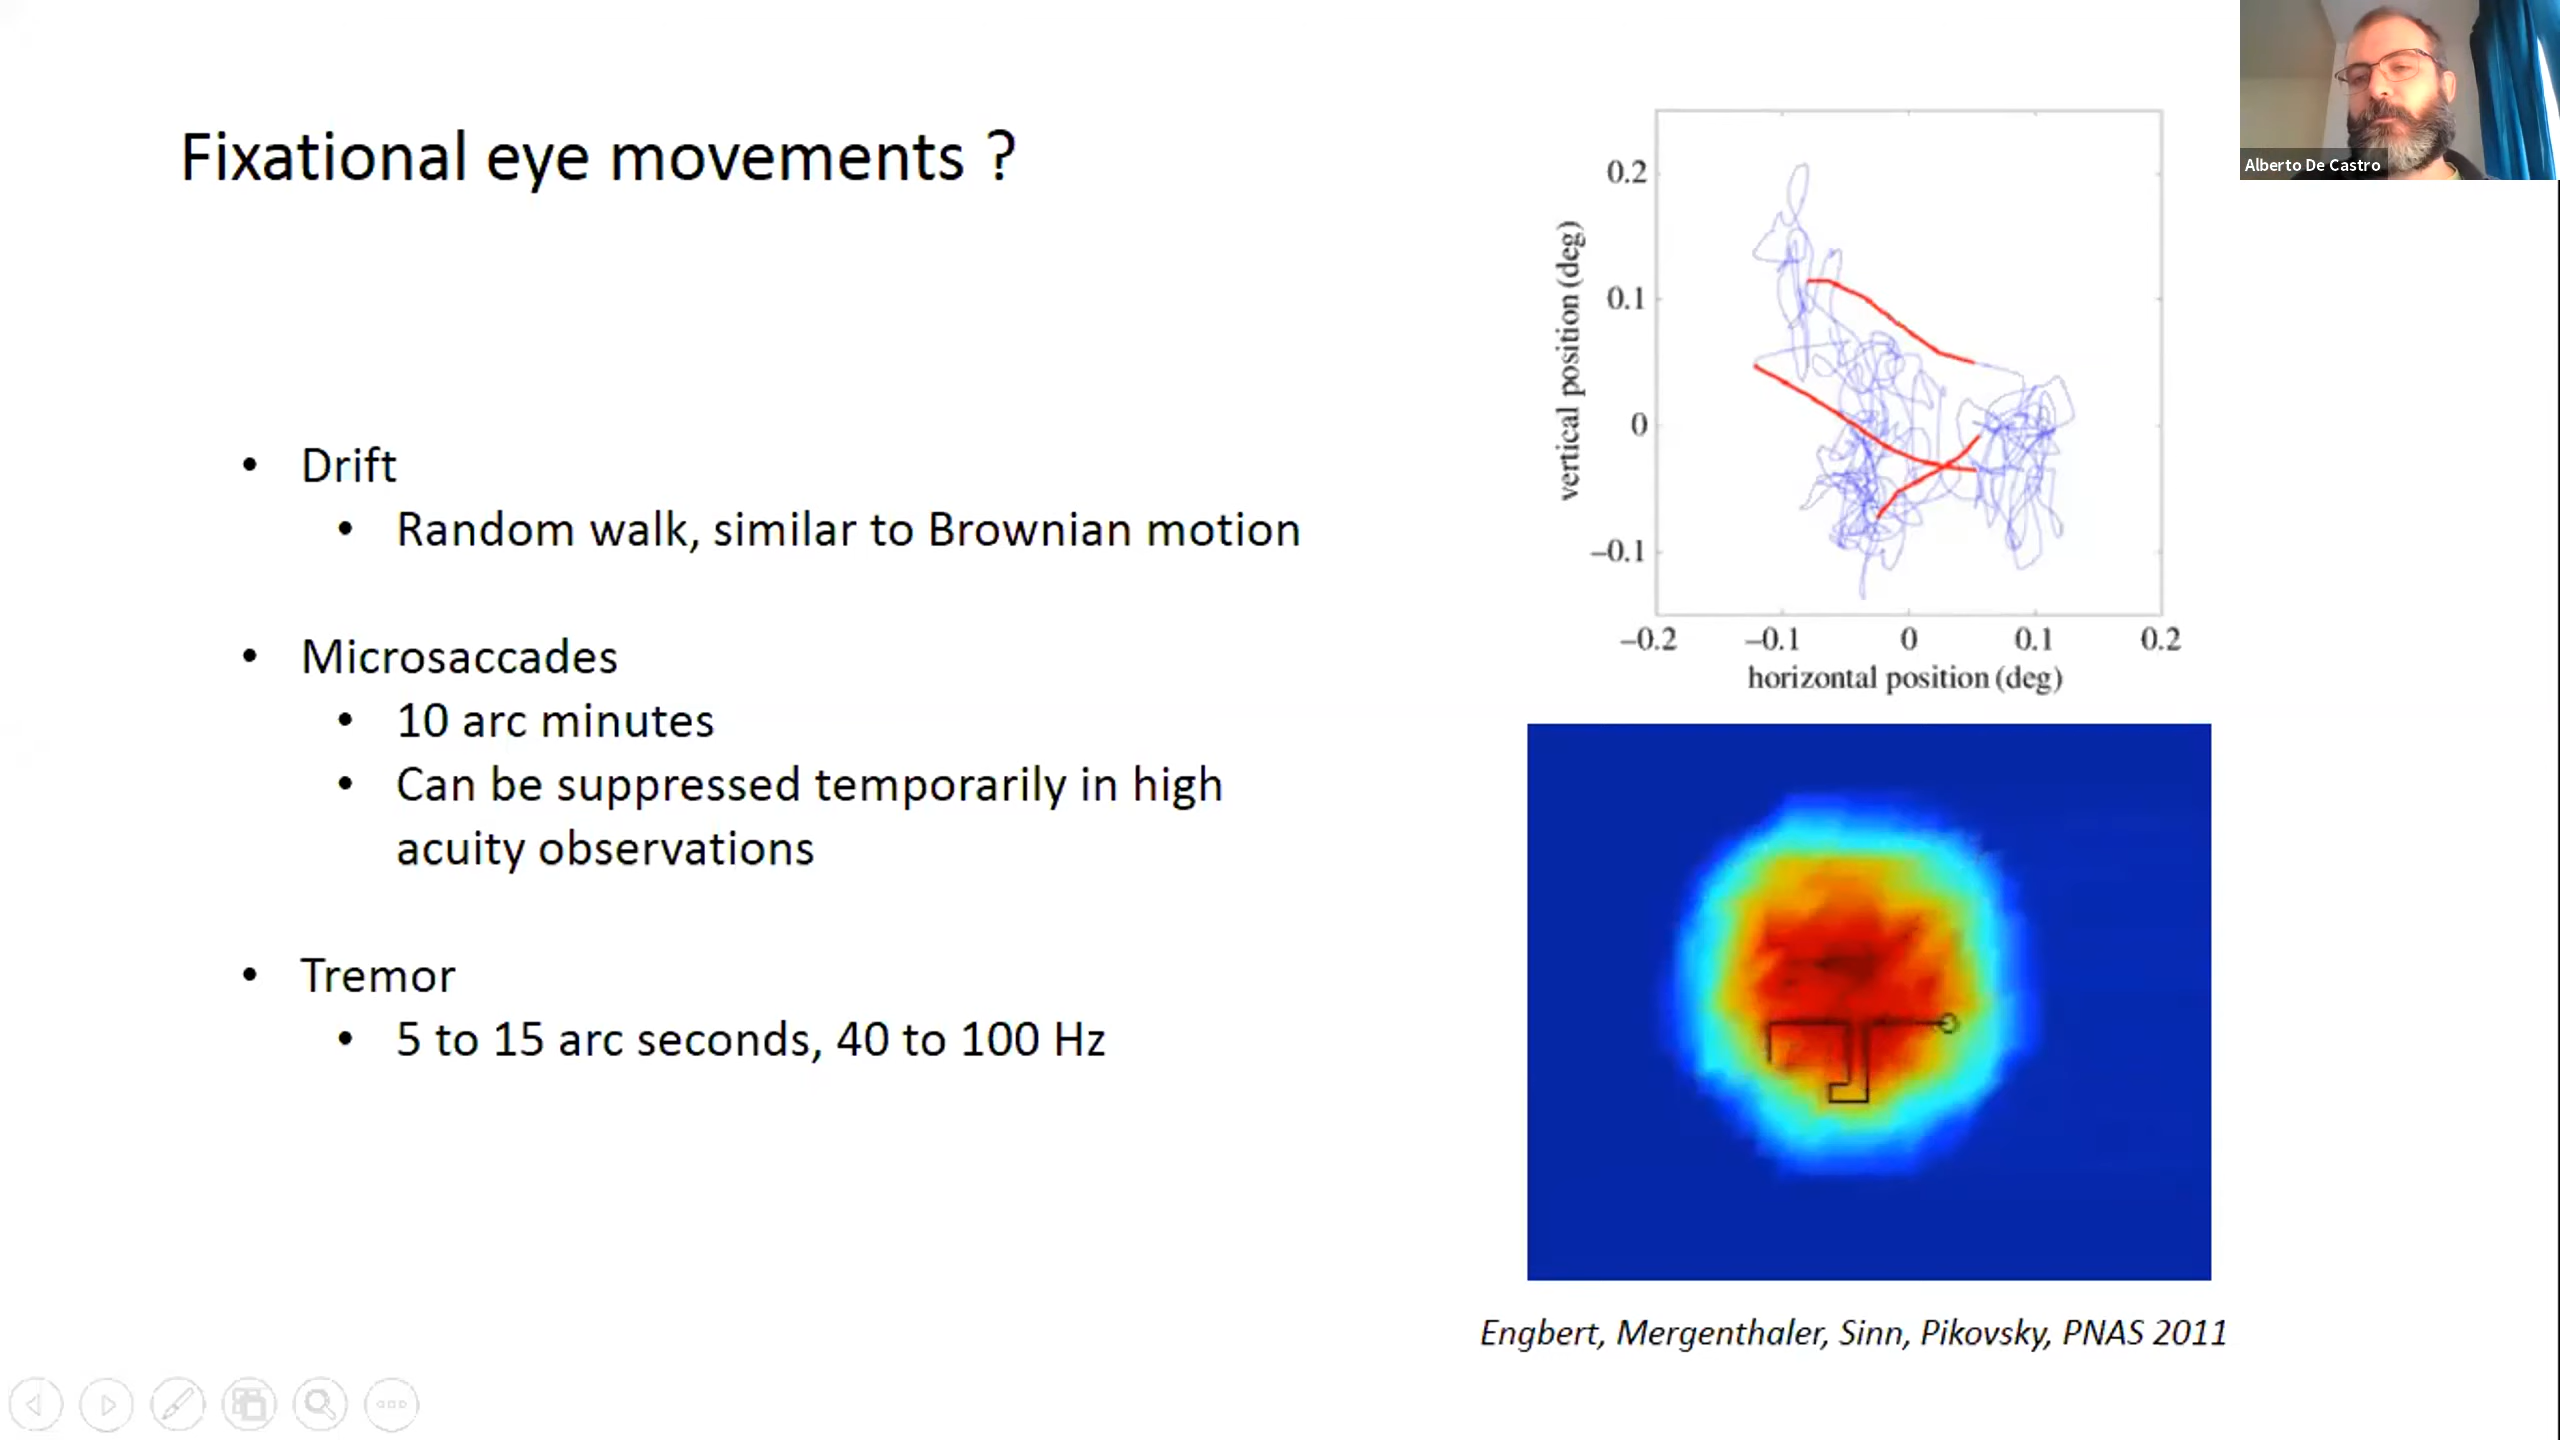 Fixational eye movements ?
• Drift
• Random walk, similar to Brownian motion
• Microsaccades
• 10 arc minutes
• Can be suppressed temporarily in high
acuity observations
• Tremor
• 5 to 15 arc seconds, 40 to 100 Hz
vertical position (deg)
0.2
0.1
0
–0.1
–0.2
–0.1
0
0.1
0.2
horizontal position (deg)
Engbert, Mergenthaler, Sinn, Pikovsky, PNAS 2011
Alberto De Castro